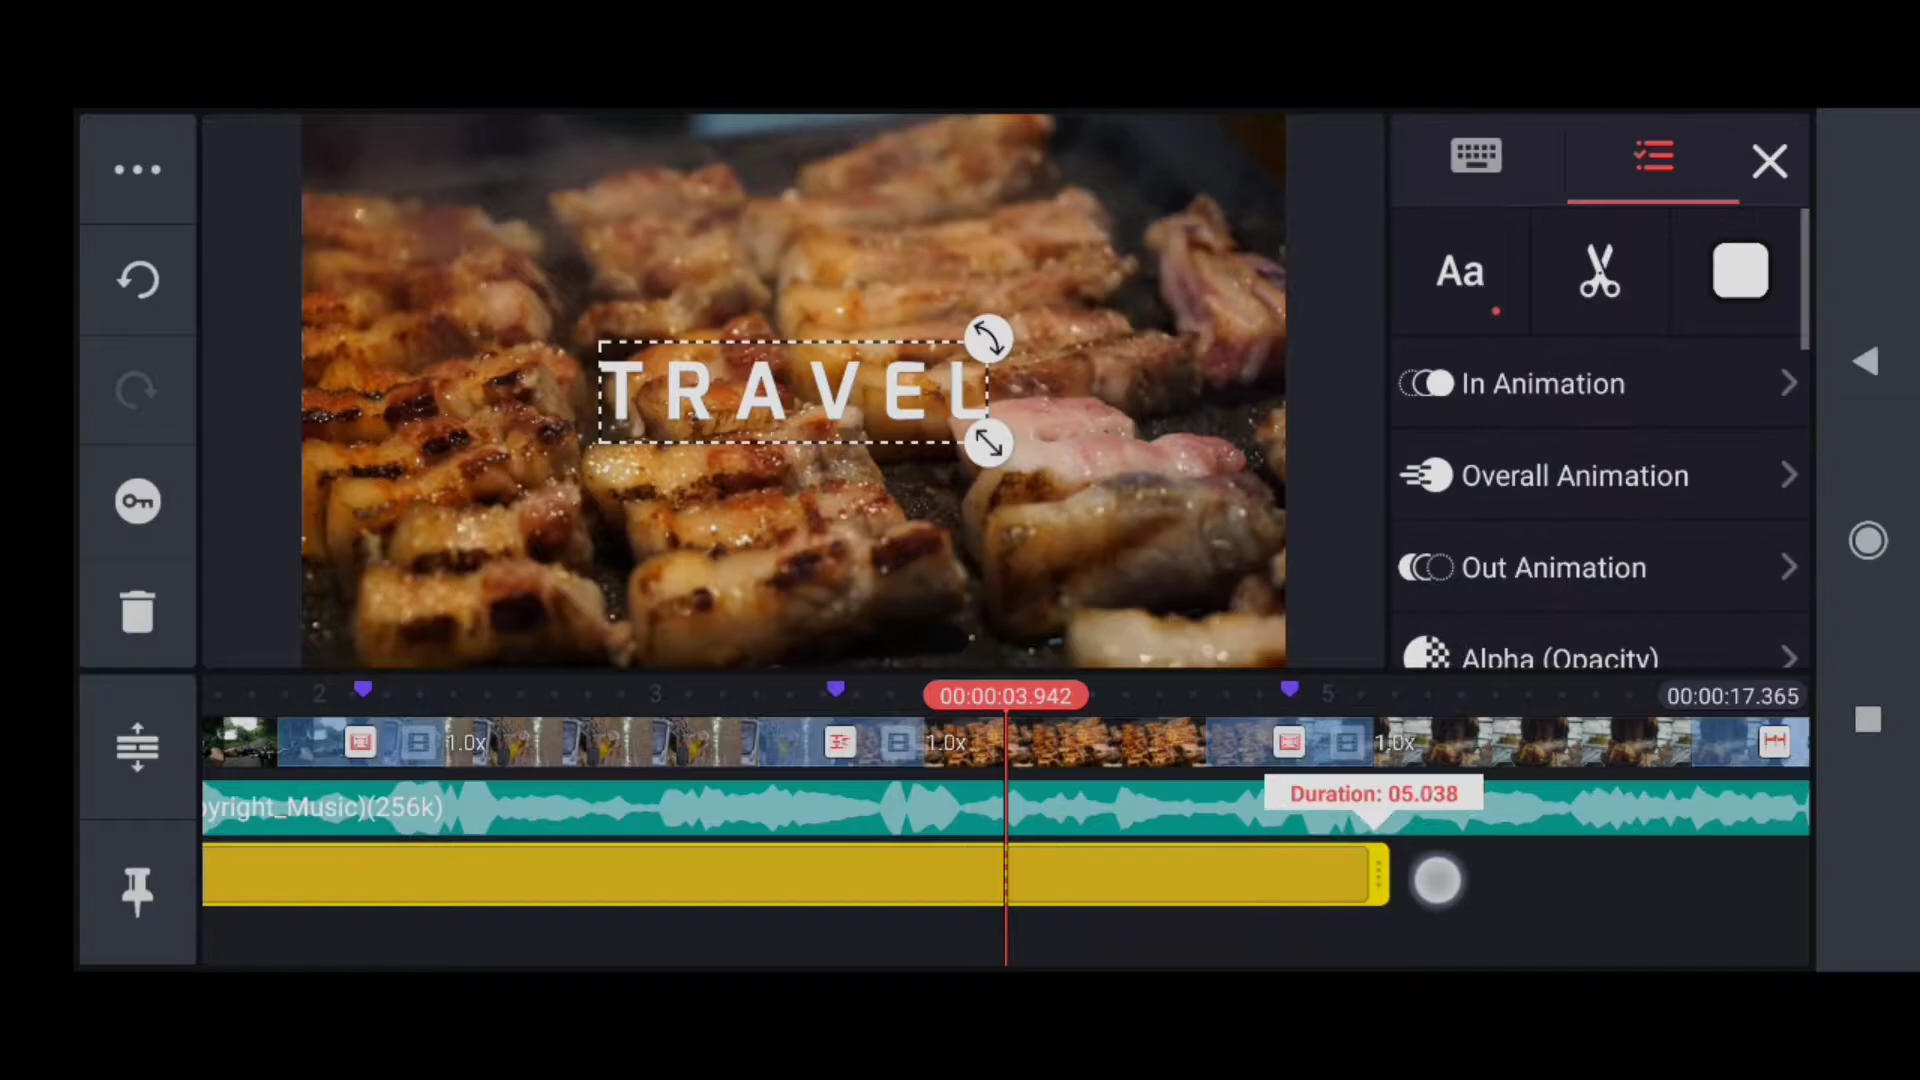 TRAVEL
Aa
In Animation
Overall Animation
Out Animation
Alpha (Opacity)
2
3
00:00:03.942
5
00:00:17.365
1.0x
1.0x
1.0x
Duration: 05.038
pyright_Music)(256k)